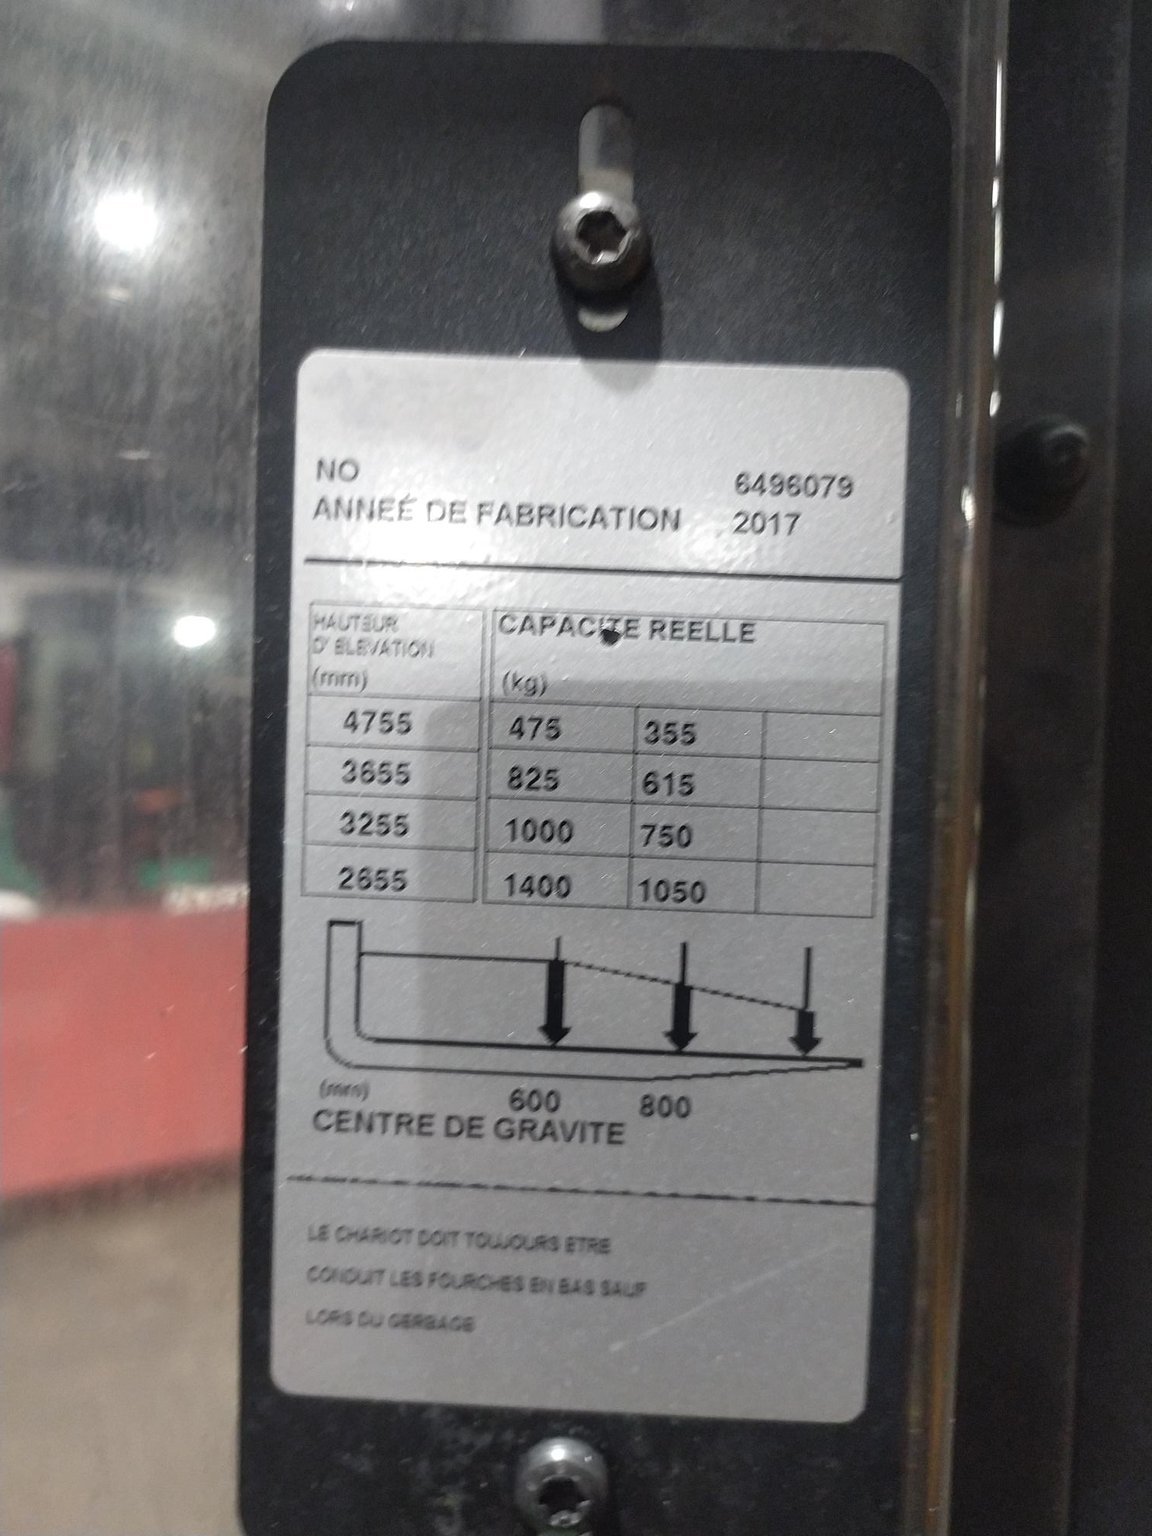 NO 6496079
ANNEÉ DE FABRICATION 2017
HAUTEUR
D' ELEVATION
(mm)
CAPACITE REELLE
(kg)
4755 475 355
3655 825 615
3255 1000 750
2655 1400 1050
(mm) 600 800
CENTRE DE GRAVITE
LE CHARIOT DOIT TOUJOURS ETRE
CONDUIT LES FOURCHES EN BAS SAUF
LORS DU GERBAGE